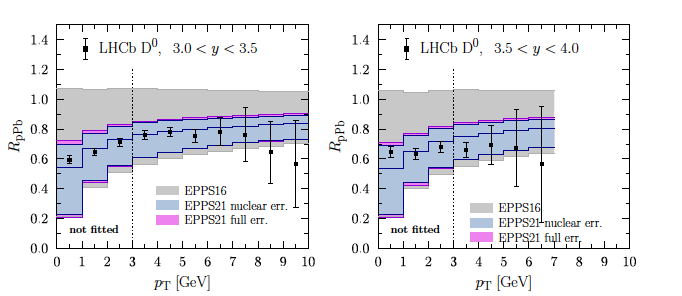 LHCb D0, 3.0 < y < 3.5
1.4
1.2
1.0
0.8
0.6
0.4
0.2
0.0
RpPb
EPPS16
EPPS21 nuclear err.
EPPS21 full err.
not fitted
0 1 2 3 4 5 6 7 8 9 10
pT [GeV]
LHCb D0, 3.5 < y < 4.0
1.4
1.2
1.0
0.8
0.6
0.4
0.2
0.0
RpPb
EPPS16
EPPS21 nuclear err.
EPPS21 full err.
not fitted
0 1 2 3 4 5 6 7 8 9 10
pT [GeV]